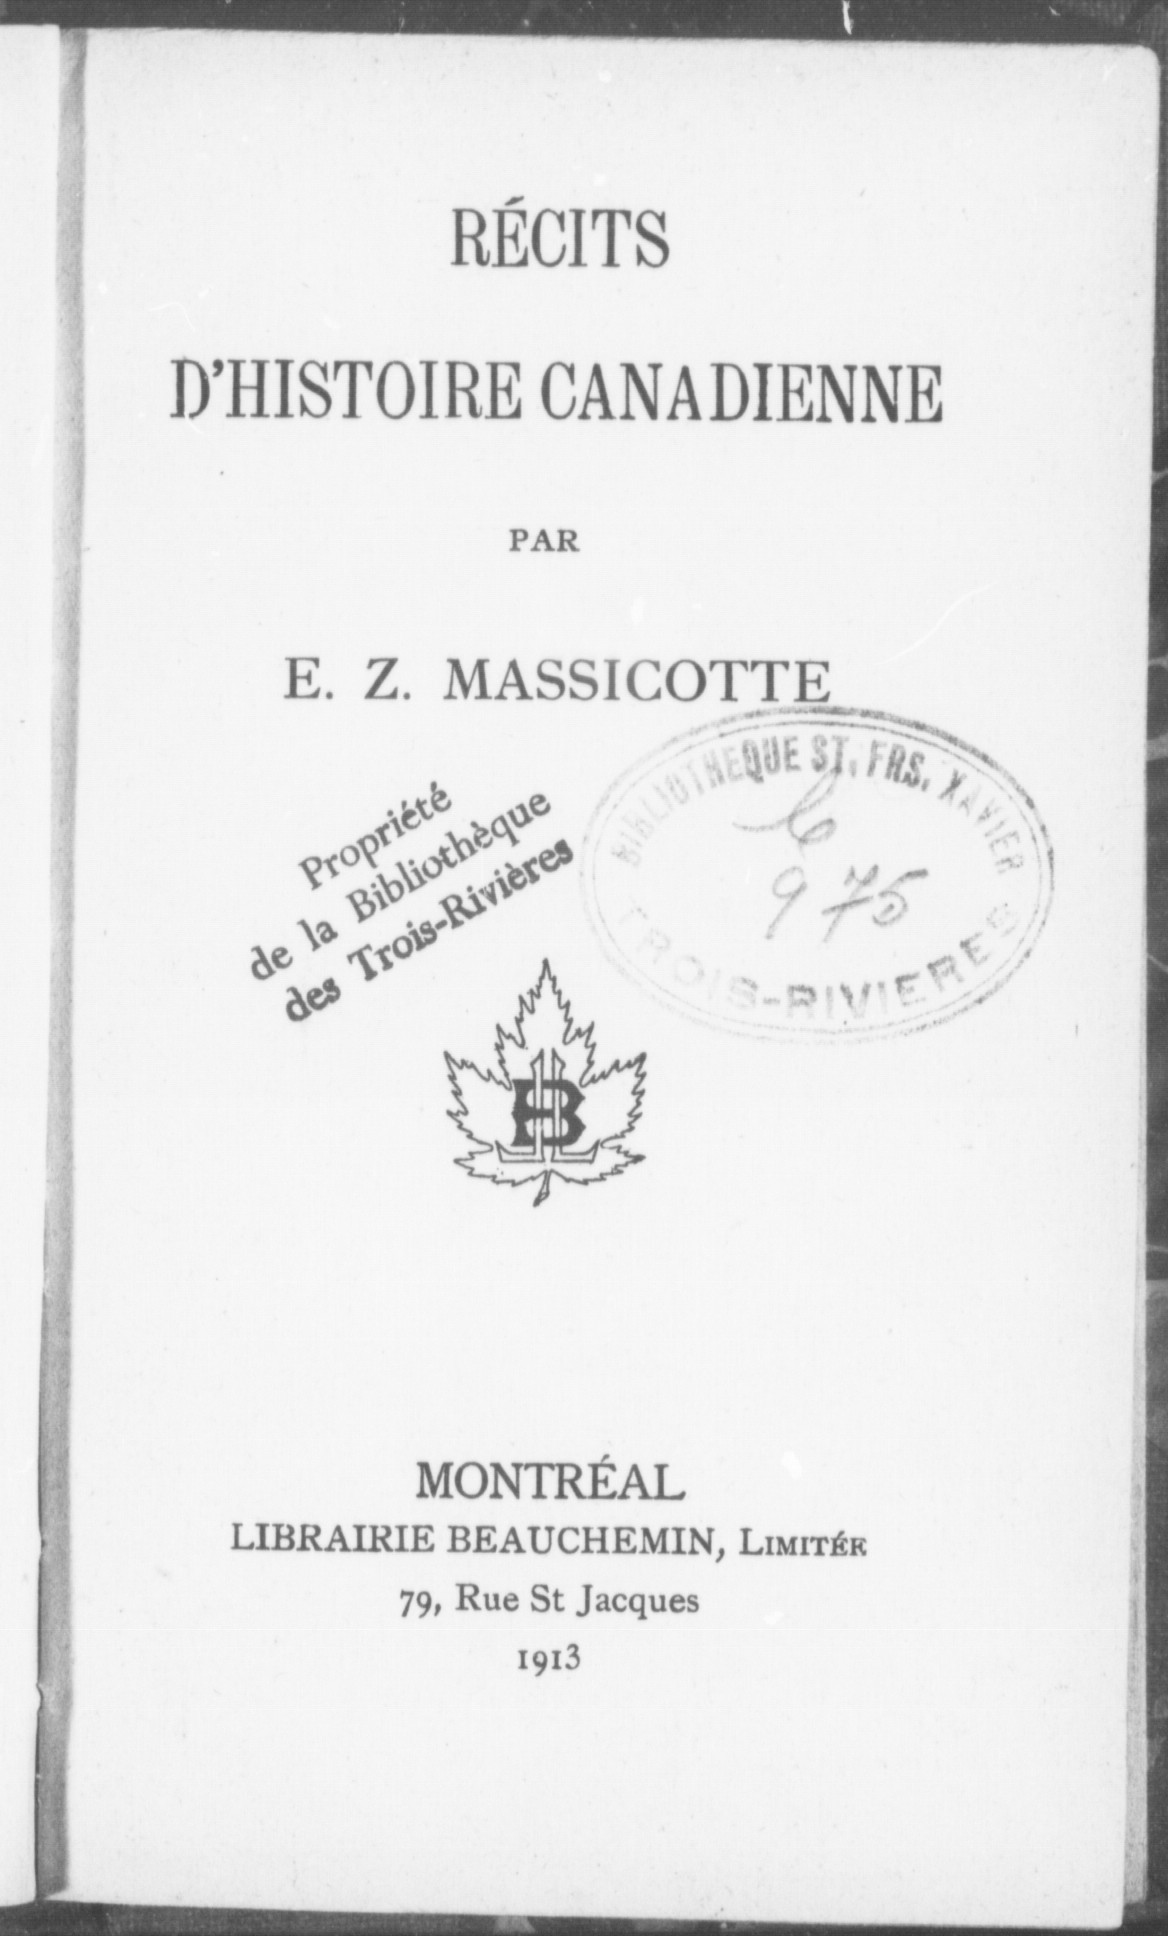 RÉCITS
D'HISTOIRE CANADIENNE
PAR
E. Z. MASSICOTTE
Propriété
de la Bibliothèque
des Trois-Rivières
BIBLIOTHEQUE ST. FRS. XAVIER
975
TROIS-RIVIERES
MONTRÉAL
LIBRAIRIE BEAUCHEMIN, LIMITÉE
79, Rue St Jacques
1913